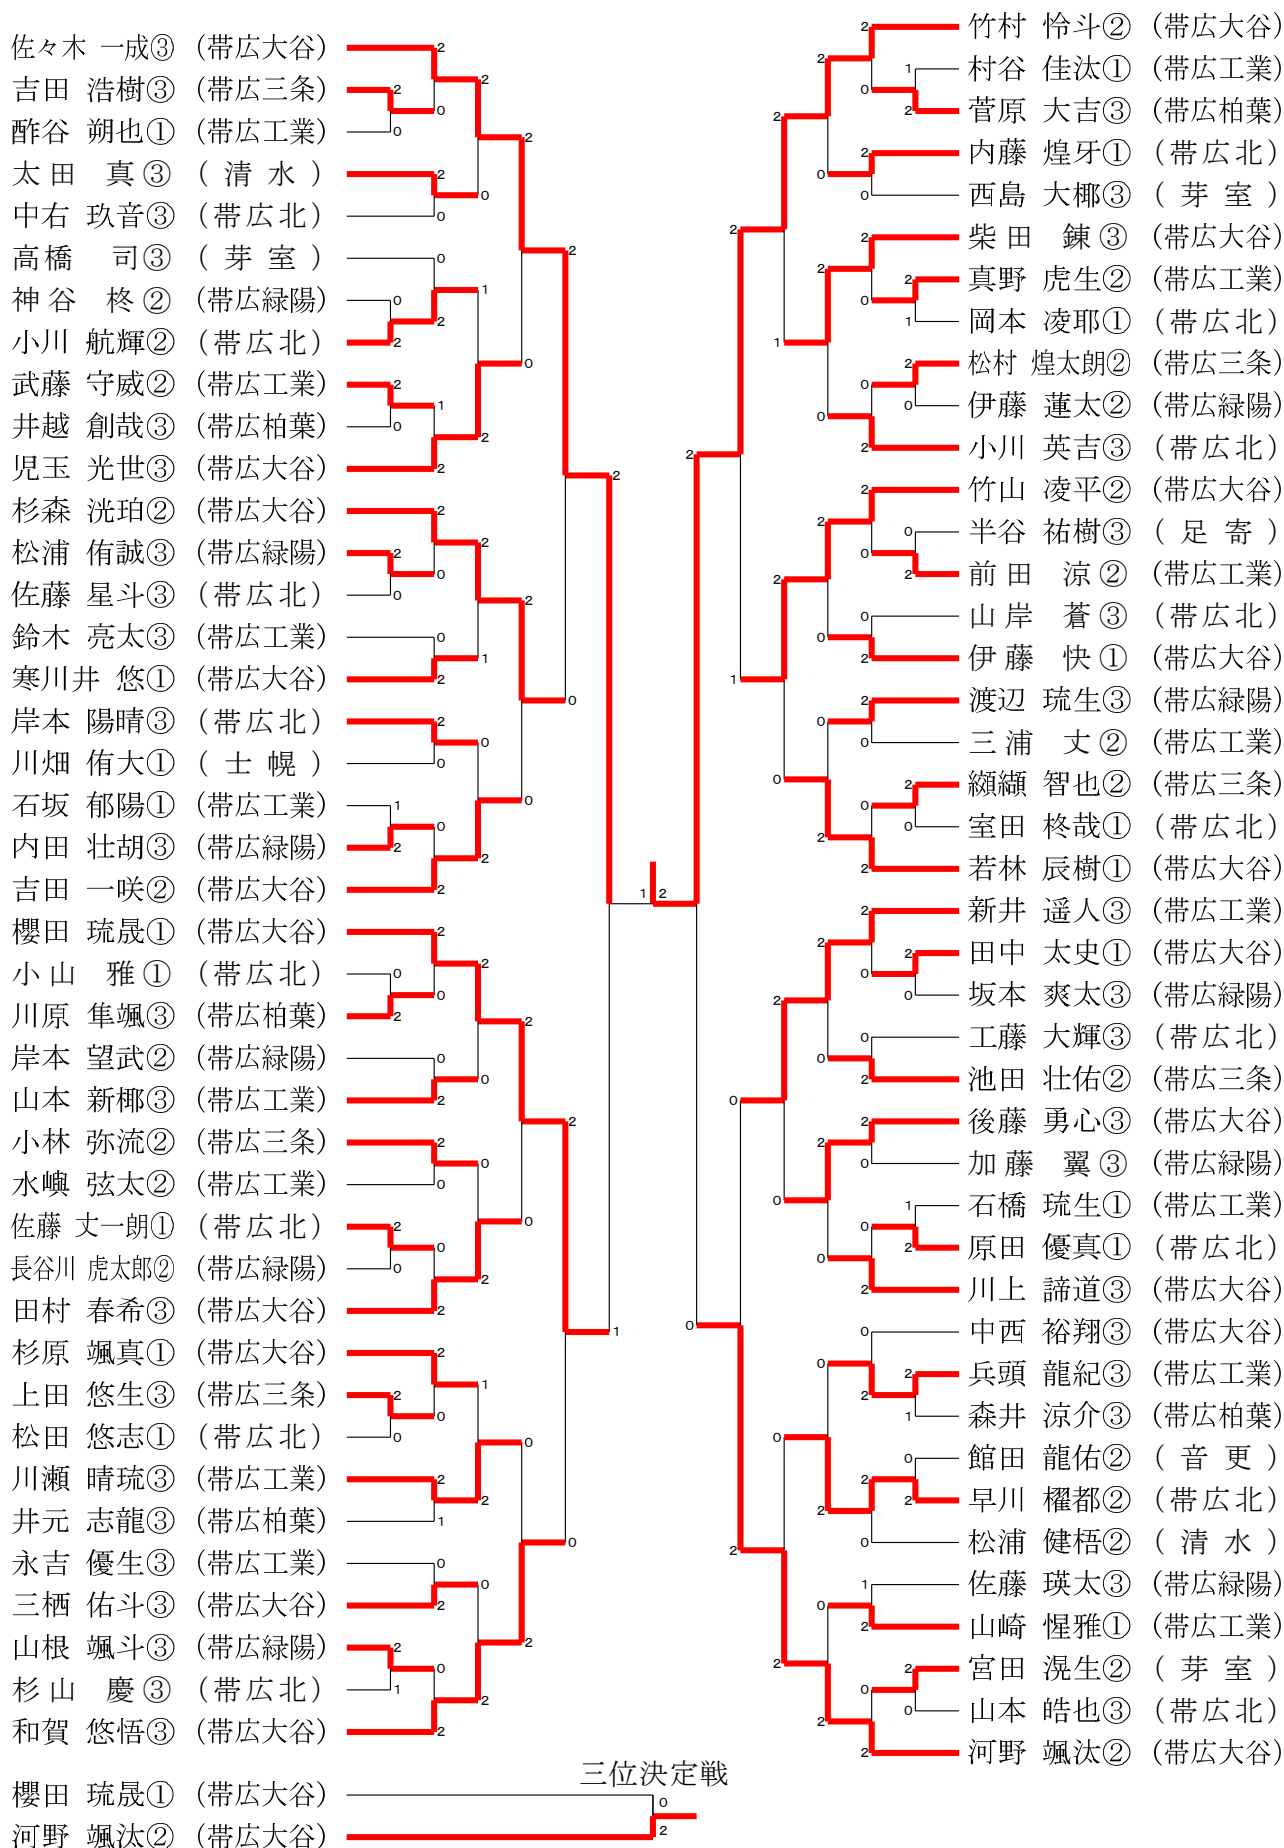 佐々木 一成③ (帯広大谷)
吉田 浩樹③ (帯広三条)
酢谷 朔也① (帯広工業)
太田 真③ (清水)
中右 玖音③ (帯広北)
高橋 司③ (芽室)
神谷 柊② (帯広緑陽)
小川 航輝② (帯広北)
武藤 守威② (帯広工業)
井越 創哉③ (帯広柏葉)
児玉 光世③ (帯広大谷)
杉森 洸珀② (帯広大谷)
松浦 侑誠③ (帯広緑陽)
佐藤 星斗③ (帯広北)
鈴木 亮太③ (帯広工業)
寒川井 悠① (帯広大谷)
岸本 陽晴③ (帯広北)
川畑 侑大① (士幌)
石坂 郁陽① (帯広工業)
内田 壮胡③ (帯広緑陽)
吉田 一咲② (帯広大谷)
櫻田 琉晟① (帯広大谷)
小山 雅① (帯広北)
川原 隼颯③ (帯広柏葉)
岸本 望武② (帯広緑陽)
山本 新椰③ (帯広工業)
小林 弥流② (帯広三条)
水嶼 弦太② (帯広工業)
佐藤 丈一朗① (帯広北)
長谷川 虎太郎② (帯広緑陽)
田村 春希③ (帯広大谷)
杉原 颯真① (帯広大谷)
上田 悠生③ (帯広三条)
松田 悠志① (帯広北)
川瀬 晴琉③ (帯広工業)
井元 志龍③ (帯広柏葉)
永吉 優生③ (帯広工業)
三栖 佑斗③ (帯広大谷)
山根 颯斗③ (帯広緑陽)
杉山 慶③ (帯広北)
和賀 悠悟③ (帯広大谷)
竹村 怜斗② (帯広大谷)
村谷 佳汰① (帯広工業)
菅原 大吉③ (帯広柏葉)
内藤 煌牙① (帯広北)
西島 大梛③ (芽室)
柴田 錬③ (帯広大谷)
真野 虎生② (帯広工業)
岡本 凌耶① (帯広北)
松村 煌太朗② (帯広三条)
伊藤 蓮太② (帯広緑陽)
小川 英吉③ (帯広北)
竹山 凌平② (帯広大谷)
半谷 祐樹③ (足寄)
前田 涼② (帯広工業)
山岸 蒼③ (帯広北)
伊藤 快① (帯広大谷)
渡辺 琉生③ (帯広緑陽)
三浦 丈② (帯広工業)
纐纈 智也② (帯広三条)
室田 柊哉① (帯広北)
若林 辰樹① (帯広大谷)
新井 遥人③ (帯広工業)
田中 太史① (帯広大谷)
坂本 爽太③ (帯広緑陽)
工藤 大輝③ (帯広北)
池田 壮佑② (帯広三条)
後藤 勇心③ (帯広大谷)
加藤 翼③ (帯広緑陽)
石橋 琉生① (帯広工業)
原田 優真① (帯広北)
川上 諦道③ (帯広大谷)
中西 裕翔③ (帯広大谷)
兵頭 龍紀③ (帯広工業)
森井 涼介③ (帯広柏葉)
館田 龍佑② (音更)
早川 櫂都② (帯広北)
松浦 健梧② (清水)
佐藤 瑛太③ (帯広緑陽)
山崎 惺雅① (帯広工業)
宮田 滉生② (芽室)
山本 皓也③ (帯広北)
河野 颯汰② (帯広大谷)
1 2
三位決定戦
櫻田 琉晟① (帯広大谷) 0
河野 颯汰② (帯広大谷) 2